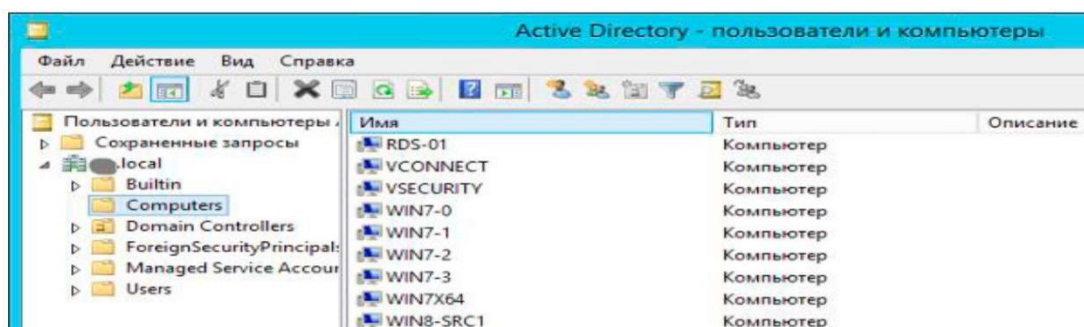 Active Directory - пользователи и компьютеры
Файл Действие Вид Справка
Пользователи и компьютеры
Сохраненные запросы
.local
Builtin
Computers
Domain Controllers
ForeignSecurityPrincipals
Managed Service Accour
Users
Имя Тип Описание
RDS-01 Компьютер
VCONNECT Компьютер
VSECURITY Компьютер
WIN7-0 Компьютер
WIN7-1 Компьютер
WIN7-2 Компьютер
WIN7-3 Компьютер
WIN7X64 Компьютер
WIN8-SRC1 Компьютер